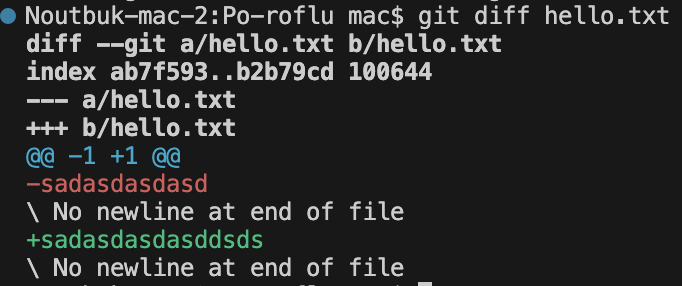 Noutbuk-mac-2:Po-roflu mac$ git diff hello.txt
diff --git a/hello.txt b/hello.txt
index ab7f593..b2b79cd 100644
--- a/hello.txt
+++ b/hello.txt
@@ -1 +1 @@
-sadasdasdasd
\ No newline at end of file
+sadasdasdasddsds
\ No newline at end of file